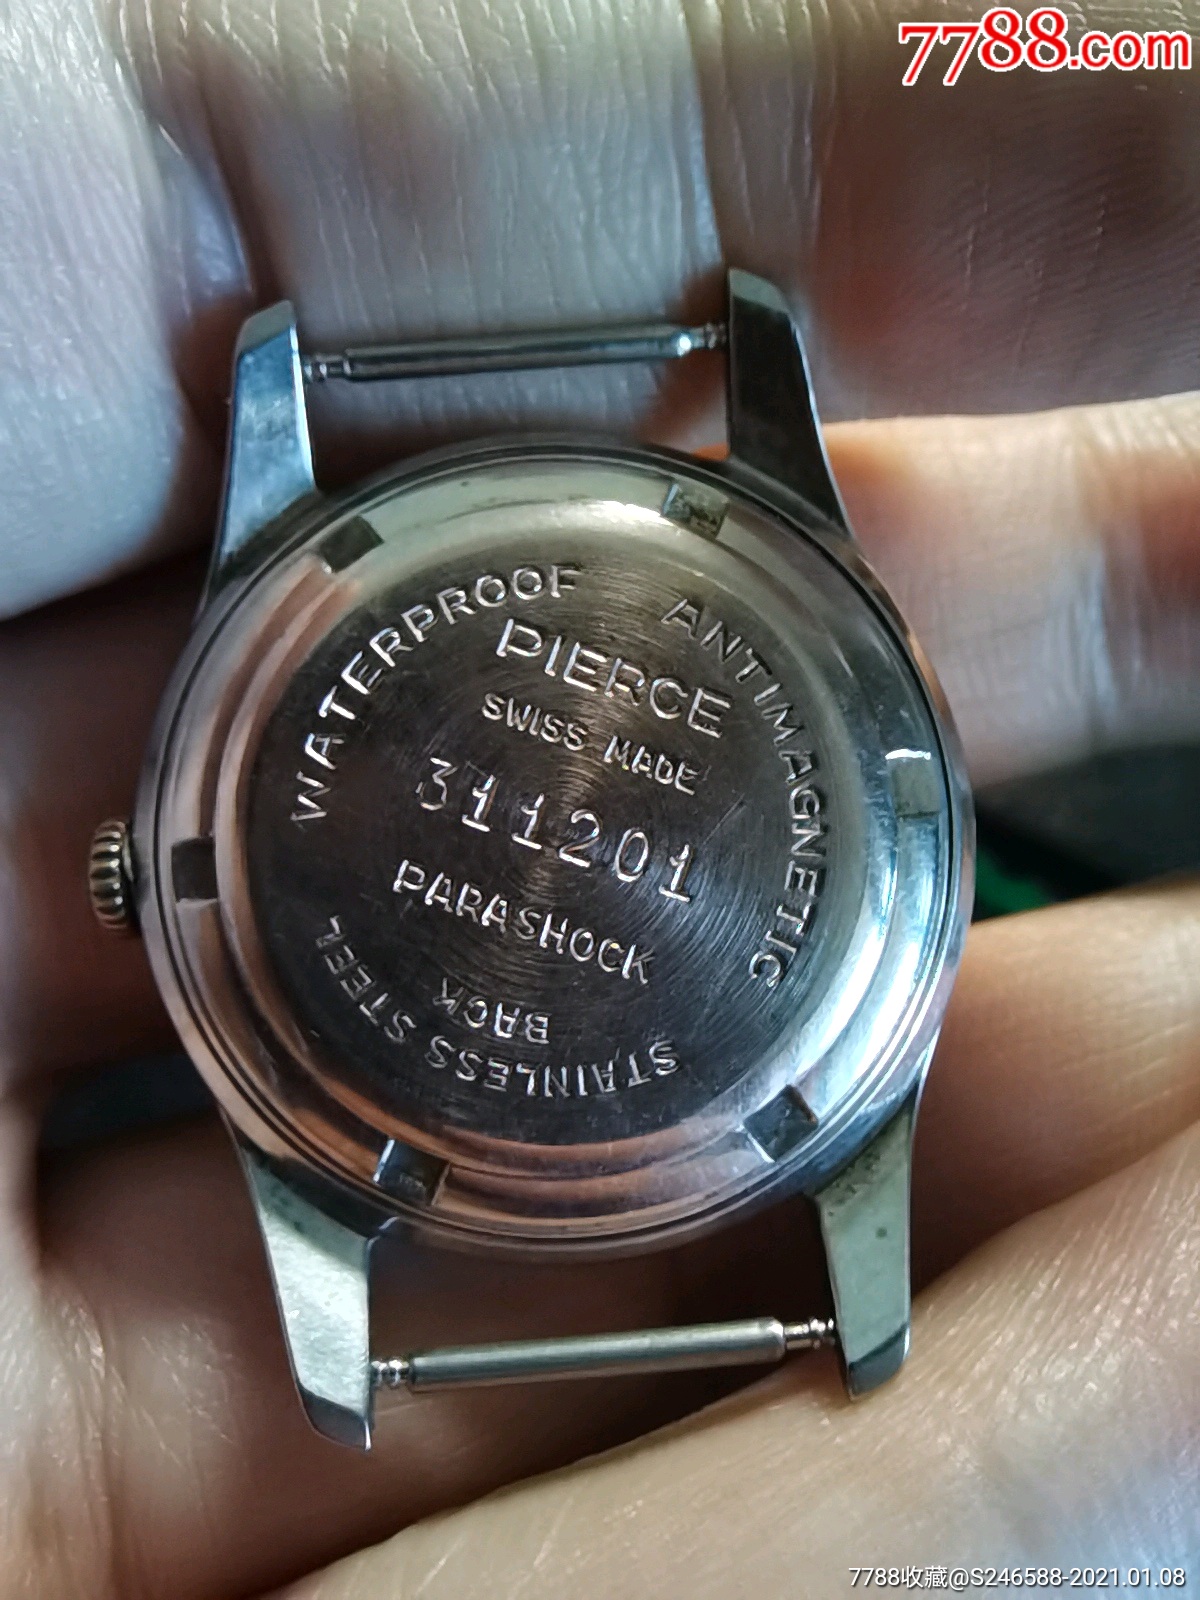 7788.com
WATERPROOF ANTIMAGNETIC
PIERCE
SWISS MADE
311201
PARASHOCK
BACK
STAINLESS STEEL
7788收藏@S246588-2021.01.08